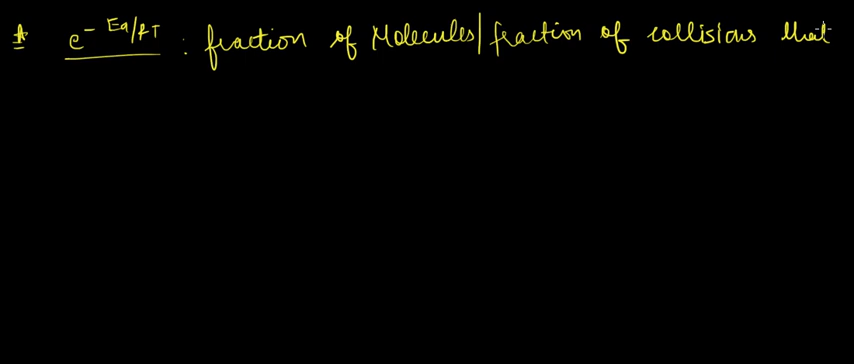 * e^{-Ea/RT} : fraction of Molecules|fraction of collisions that